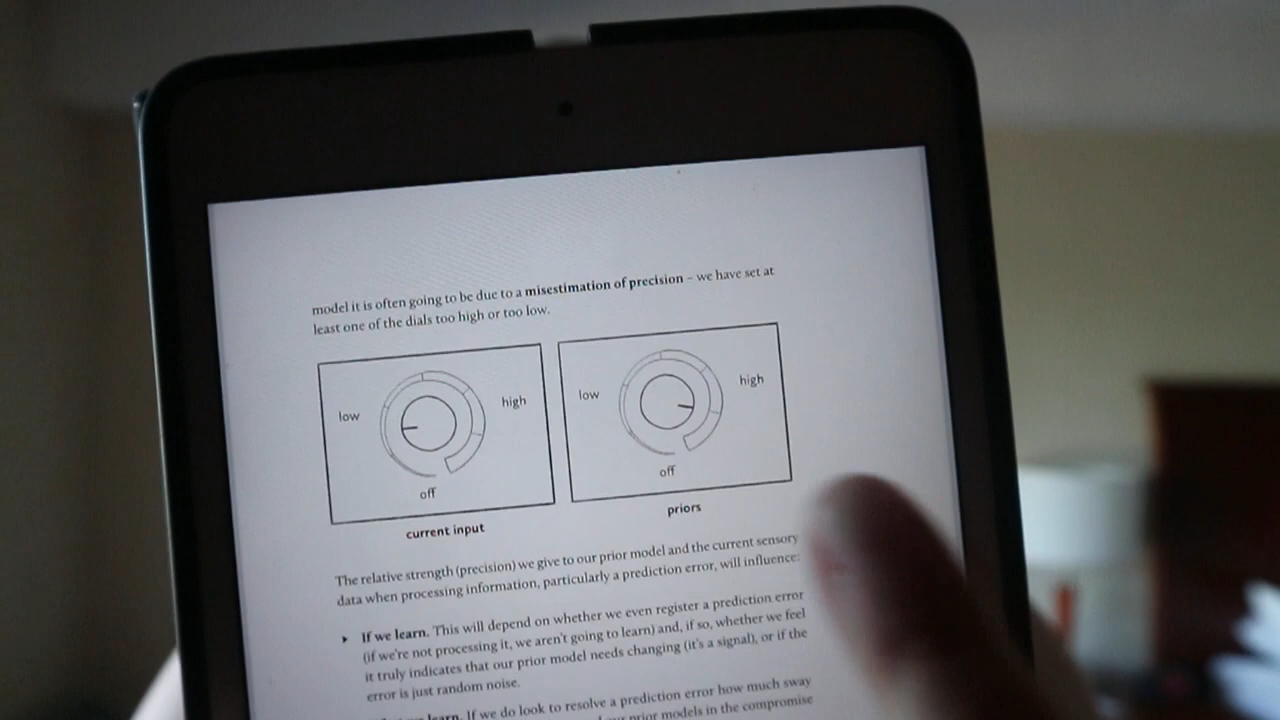 model it is often going to be due to a misestimation of precision – we have set at
least one of the dials too high or too low.
low
high
off
current input
low
high
off
priors
The relative strength (precision) we give to our prior model and the current sensory
data when processing information, particularly a prediction error, will influence:
‣ If we learn. This will depend on whether we even register a prediction error
(if we're not processing it, we aren't going to learn) and, if so, whether we feel
it truly indicates that our prior model needs changing (it's a signal), or if the
error is just random noise.
learn. If we do look to resolve a prediction error how much sway
prior models in the compromise